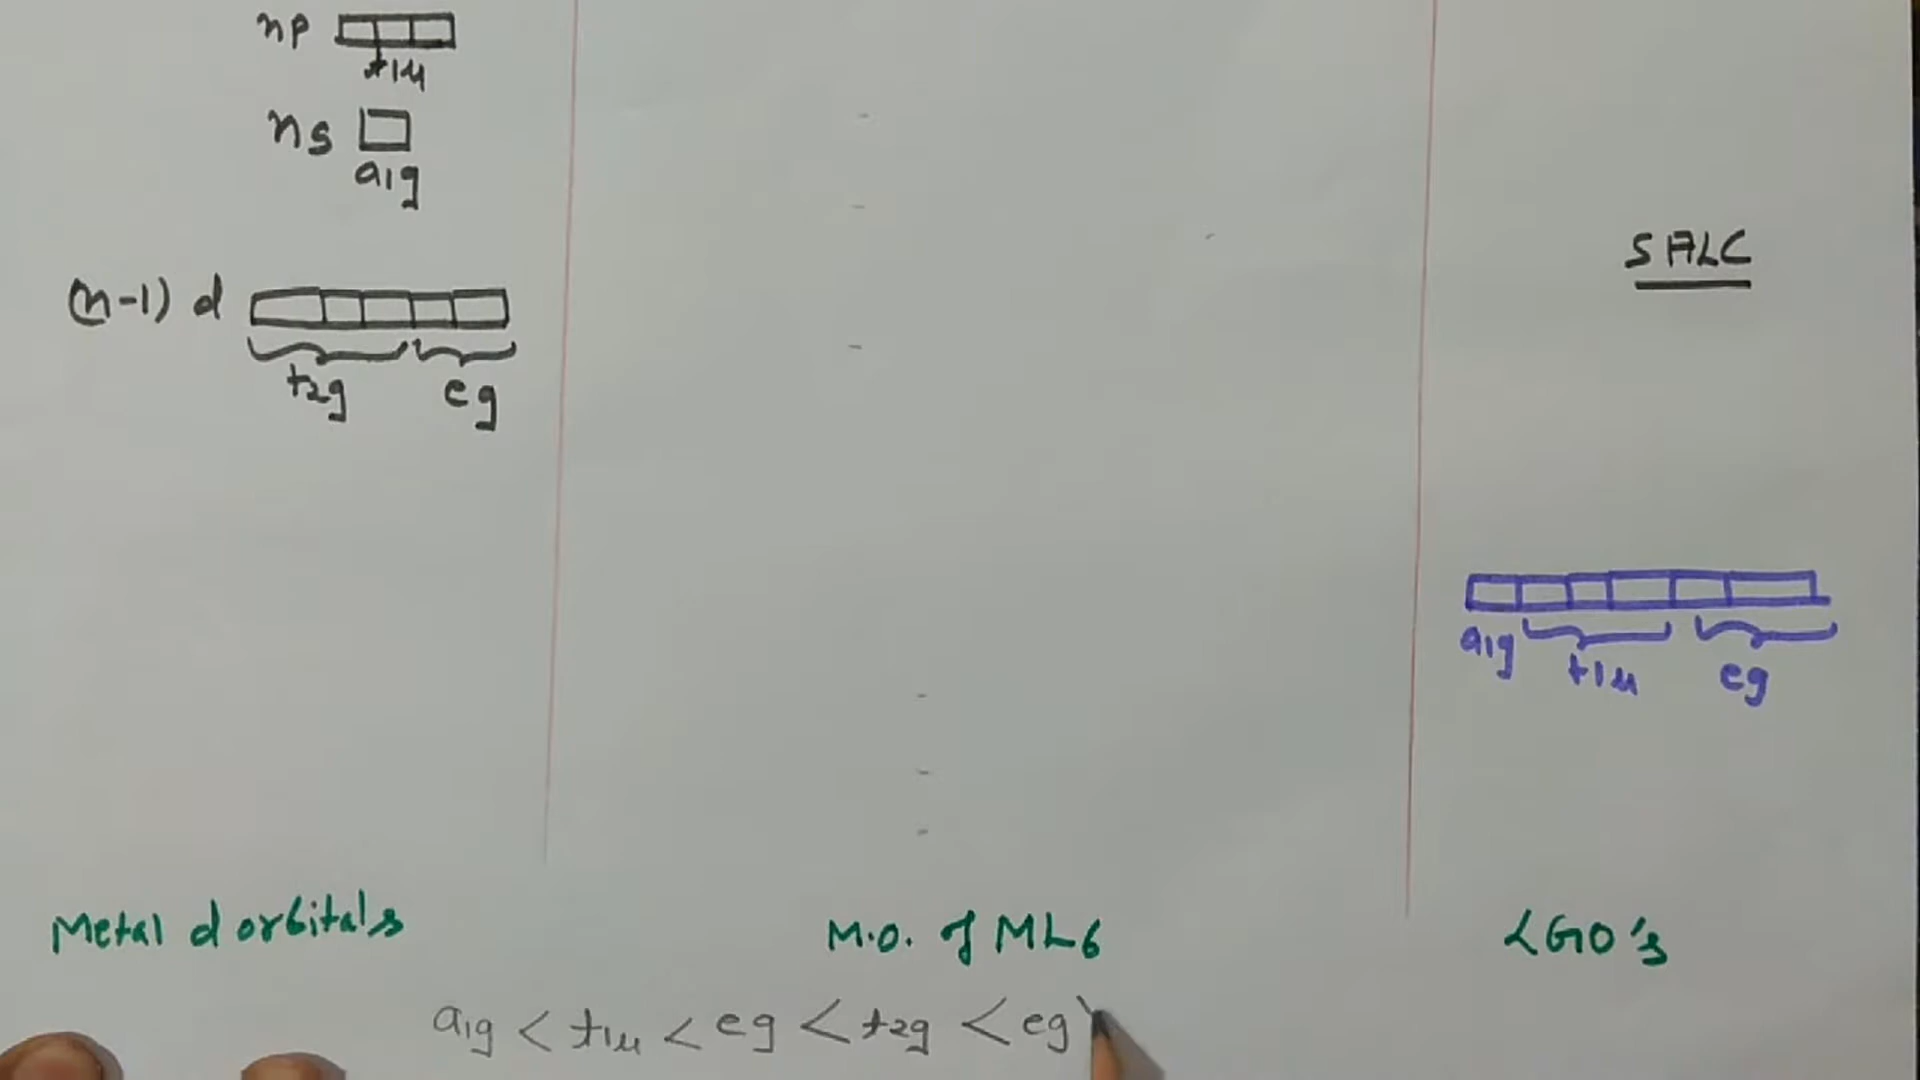 np
t1u
ns
a1g
SALC
(n-1) d
t2g eg
a1g t1u eg
Metal d orbitals
M.O. of ML6
LGO's
a1g < t1u < eg < t2g < eg